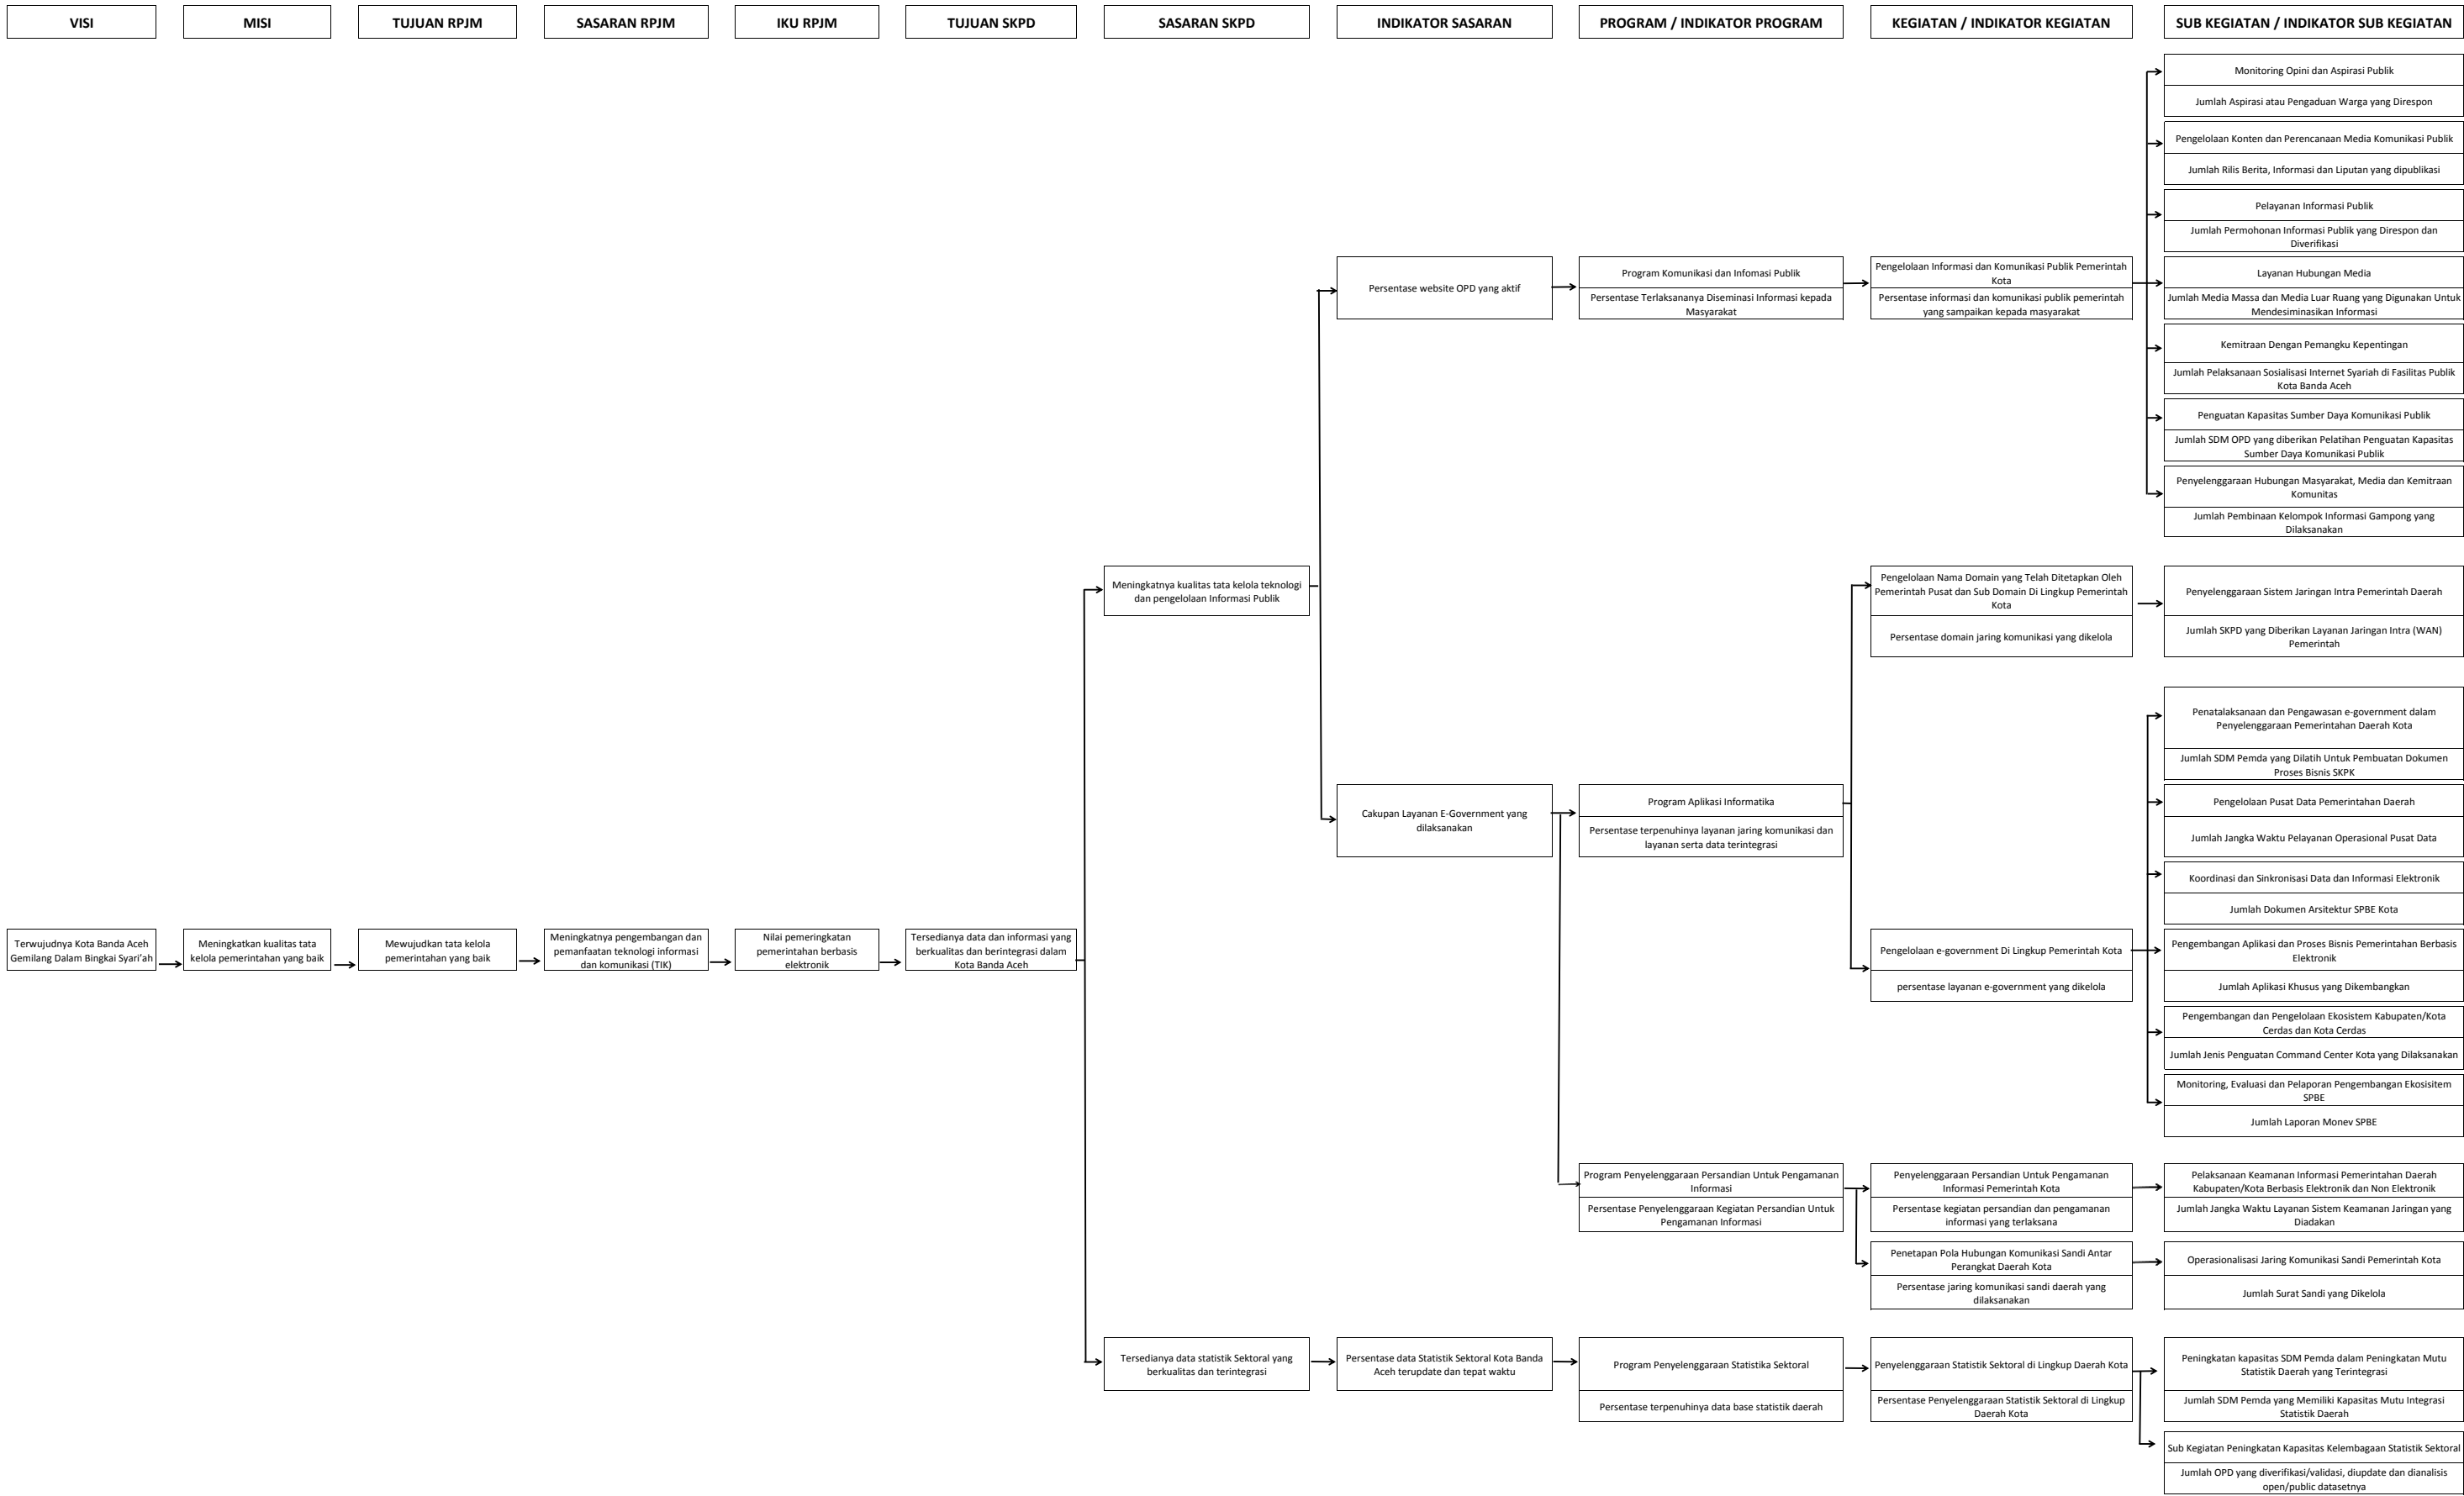 VISI
MISI
TUJUAN RPJM
SASARAN RPJM
IKU RPJM
TUJUAN SKPD
SASARAN SKPD
INDIKATOR SASARAN
PROGRAM / INDIKATOR PROGRAM
KEGIATAN / INDIKATOR KEGIATAN
SUB KEGIATAN / INDIKATOR SUB KEGIATAN
Terwujudnya Kota Banda Aceh
Gemilang Dalam Bingkai Syari'ah
Meningkatkan kualitas tata
kelola pemerintahan yang baik
Mewujudkan tata kelola
pemerintahan yang baik
Meningkatnya pengembangan dan
pemanfaatan teknologi informasi
dan komunikasi (TIK)
Nilai pemeringkatan
pemerintahan berbasis
elektronik
Tersedianya data dan informasi yang
berkualitas dan berintegrasi dalam
Kota Banda Aceh
Meningkatnya kualitas tata kelola teknologi
dan pengelolaan Informasi Publik
Persentase website OPD yang aktif
Program Komunikasi dan Infomasi Publik
Persentase Terlaksananya Diseminasi Informasi kepada
Masyarakat
Pengelolaan Informasi dan Komunikasi Publik Pemerintah
Kota
Persentase informasi dan komunikasi publik pemerintah
yang sampaikan kepada masyarakat
Monitoring Opini dan Aspirasi Publik
Jumlah Aspirasi atau Pengaduan Warga yang Direspon
Pengelolaan Konten dan Perencanaan Media Komunikasi Publik
Jumlah Rilis Berita, Informasi dan Liputan yang dipublikasi
Pelayanan Informasi Publik
Jumlah Permohonan Informasi Publik yang Direspon dan
Diverifikasi
Layanan Hubungan Media
Jumlah Media Massa dan Media Luar Ruang yang Digunakan Untuk
Mendesiminasikan Informasi
Kemitraan Dengan Pemangku Kepentingan
Jumlah Pelaksanaan Sosialisasi Internet Syariah di Fasilitas Publik
Kota Banda Aceh
Penguatan Kapasitas Sumber Daya Komunikasi Publik
Jumlah SDM OPD yang diberikan Pelatihan Penguatan Kapasitas
Sumber Daya Komunikasi Publik
Penyelenggaraan Hubungan Masyarakat, Media dan Kemitraan
Komunitas
Jumlah Pembinaan Kelompok Informasi Gampong yang
Dilaksanakan
Cakupan Layanan E-Government yang
dilaksanakan
Program Aplikasi Informatika
Persentase terpenuhinya layanan jaring komunikasi dan
layanan serta data terintegrasi
Pengelolaan Nama Domain yang Telah Ditetapkan Oleh
Pemerintah Pusat dan Sub Domain Di Lingkup Pemerintah
Kota
Persentase domain jaring komunikasi yang dikelola
Penyelenggaraan Sistem Jaringan Intra Pemerintah Daerah
Jumlah SKPD yang Diberikan Layanan Jaringan Intra (WAN)
Pemerintah
Pengelolaan e-government Di Lingkup Pemerintah Kota
persentase layanan e-government yang dikelola
Penatalaksanaan dan Pengawasan e-government dalam
Penyelenggaraan Pemerintahan Daerah Kota
Jumlah SDM Pemda yang Dilatih Untuk Pembuatan Dokumen
Proses Bisnis SKPK
Pengelolaan Pusat Data Pemerintahan Daerah
Jumlah Jangka Waktu Pelayanan Operasional Pusat Data
Koordinasi dan Sinkronisasi Data dan Informasi Elektronik
Jumlah Dokumen Arsitektur SPBE Kota
Pengembangan Aplikasi dan Proses Bisnis Pemerintahan Berbasis
Elektronik
Jumlah Aplikasi Khusus yang Dikembangkan
Pengembangan dan Pengelolaan Ekosistem Kabupaten/Kota
Cerdas dan Kota Cerdas
Jumlah Jenis Penguatan Command Center Kota yang Dilaksanakan
Monitoring, Evaluasi dan Pelaporan Pengembangan Ekosisitem
SPBE
Jumlah Laporan Monev SPBE
Program Penyelenggaraan Persandian Untuk Pengamanan
Informasi
Persentase Penyelenggaraan Kegiatan Persandian Untuk
Pengamanan Informasi
Penyelenggaraan Persandian Untuk Pengamanan
Informasi Pemerintah Kota
Persentase kegiatan persandian dan pengamanan
informasi yang terlaksana
Pelaksanaan Keamanan Informasi Pemerintahan Daerah
Kabupaten/Kota Berbasis Elektronik dan Non Elektronik
Jumlah Jangka Waktu Layanan Sistem Keamanan Jaringan yang
Diadakan
Penetapan Pola Hubungan Komunikasi Sandi Antar
Perangkat Daerah Kota
Persentase jaring komunikasi sandi daerah yang
dilaksanakan
Operasionalisasi Jaring Komunikasi Sandi Pemerintah Kota
Jumlah Surat Sandi yang Dikelola
Tersedianya data statistik Sektoral yang
berkualitas dan terintegrasi
Persentase data Statistik Sektoral Kota Banda
Aceh terupdate dan tepat waktu
Program Penyelenggaraan Statistika Sektoral
Persentase terpenuhinya data base statistik daerah
Penyelenggaraan Statistik Sektoral di Lingkup Daerah Kota
Persentase Penyelenggaraan Statistik Sektoral di Lingkup
Daerah Kota
Peningkatan kapasitas SDM Pemda dalam Peningkatan Mutu
Statistik Daerah yang Terintegrasi
Jumlah SDM Pemda yang Memiliki Kapasitas Mutu Integrasi
Statistik Daerah
Sub Kegiatan Peningkatan Kapasitas Kelembagaan Statistik Sektoral
Jumlah OPD yang diverifikasi/validasi, diupdate dan dianalisis
open/public datasetnya